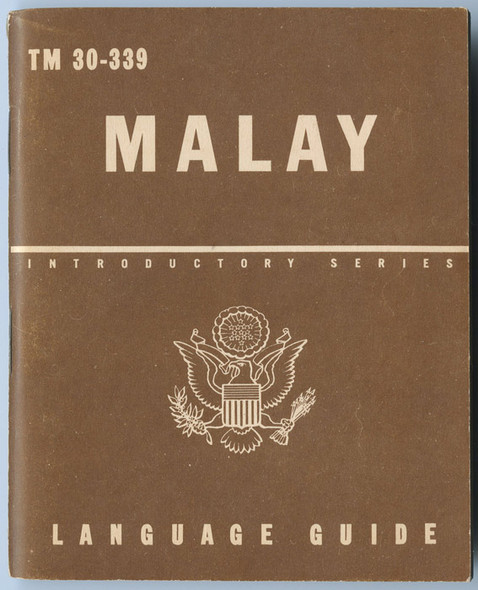 TM 30-339
MALAY
INTRODUCTORY SERIES
LANGUAGE GUIDE